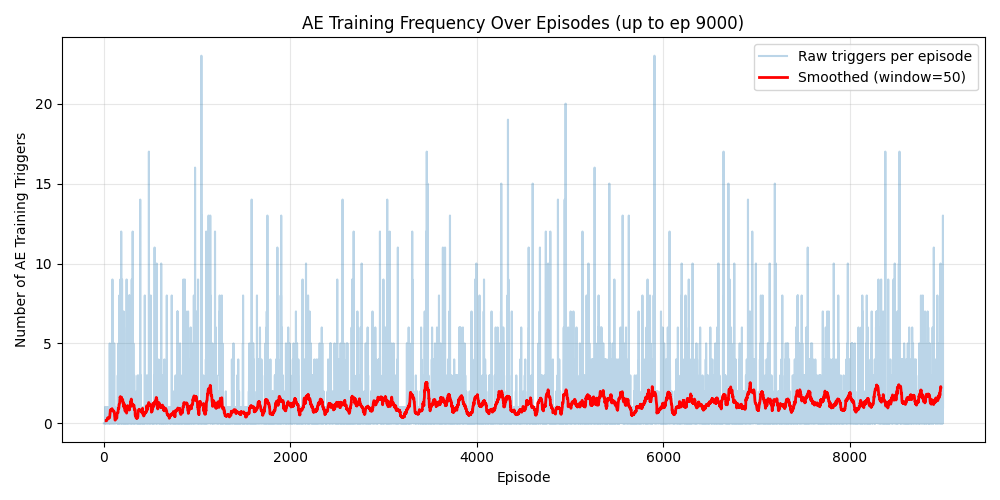 AE Training Frequency Over Episodes (up to ep 9000)
Raw triggers per episode
Smoothed (window=50)
Number of AE Training Triggers
20
15
10
5
0
0 2000 4000 6000 8000
Episode